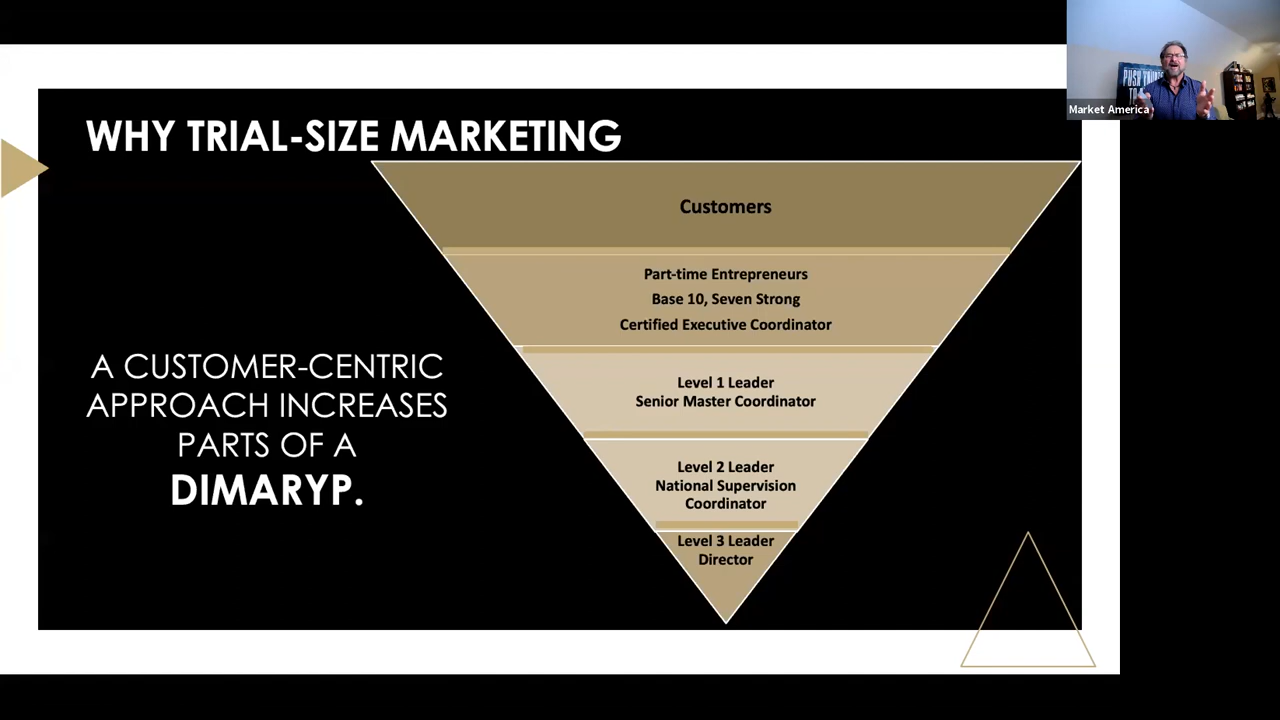 WHY TRIAL-SIZE MARKETING
Customers
Part-time Entrepreneurs
Base 10, Seven Strong
Certified Executive Coordinator
Level 1 Leader
Senior Master Coordinator
Level 2 Leader
National Supervision
Coordinator
Level 3 Leader
Director
A CUSTOMER-CENTRIC
APPROACH INCREASES
PARTS OF A
DIMARYP.
Market America
PUSH